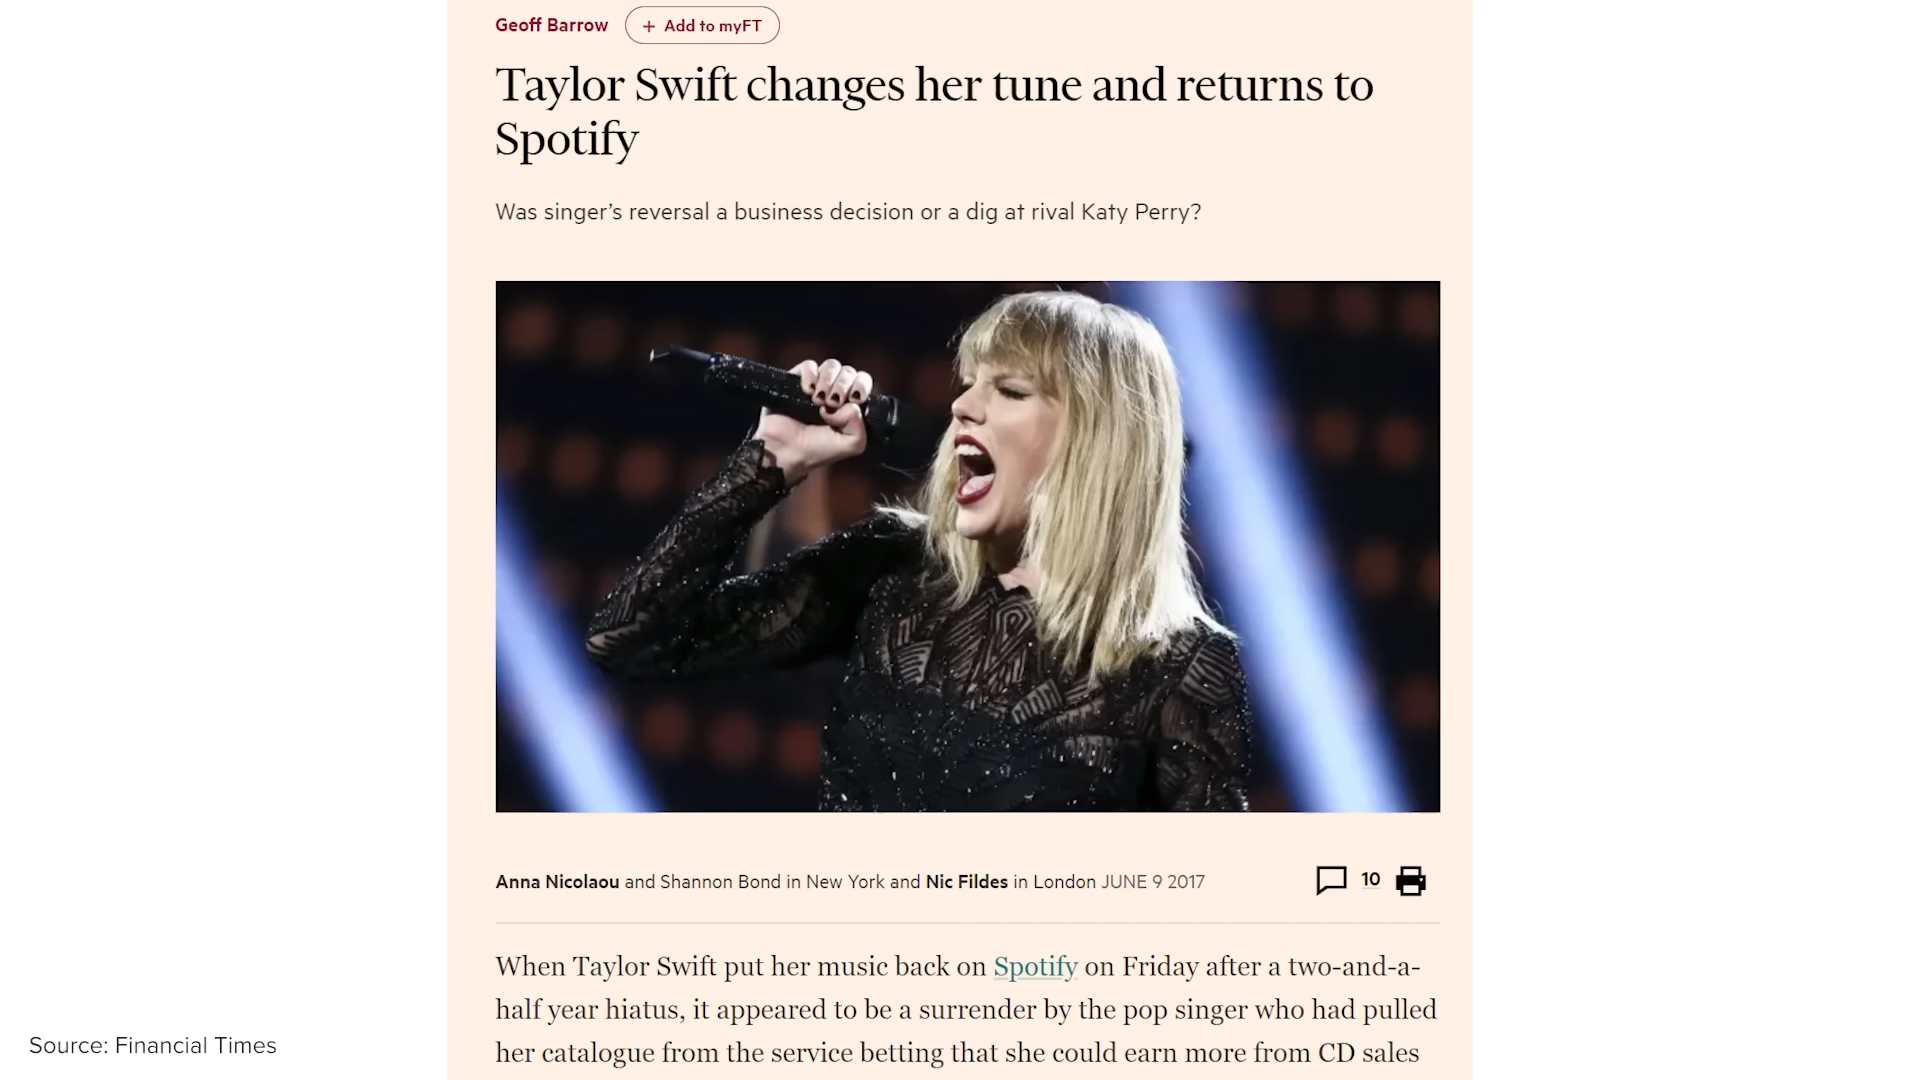 Geoff Barrow + Add to myFT
Taylor Swift changes her tune and returns to
Spotify
Was singer’s reversal a business decision or a dig at rival Katy Perry?
Anna Nicolaou and Shannon Bond in New York and Nic Fildes in London JUNE 9 2017 10
When Taylor Swift put her music back on Spotify on Friday after a two-and-a-
half year hiatus, it appeared to be a surrender by the pop singer who had pulled
her catalogue from the service betting that she could earn more from CD sales
Source: Financial Times